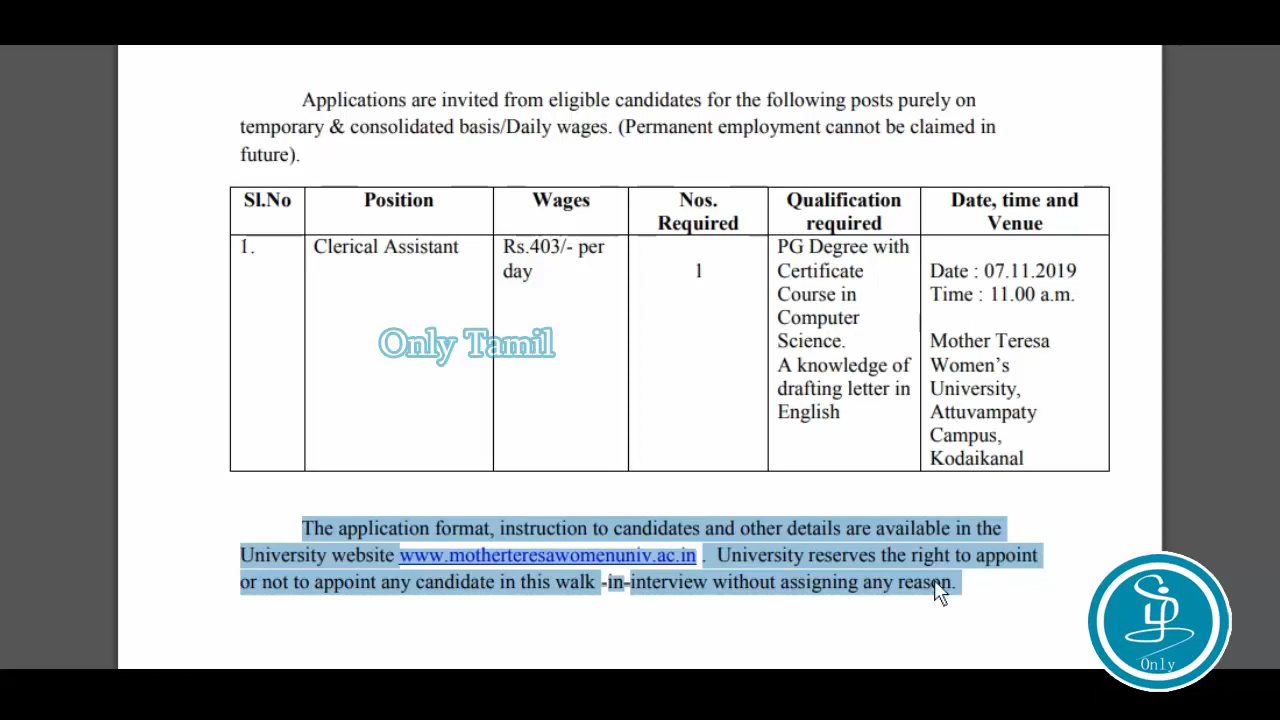 Applications are invited from eligible candidates for the following posts purely on
temporary & consolidated basis/Daily wages. (Permanent employment cannot be claimed in
future).
Sl.No
Position
Wages
Nos.
Required
Qualification
required
Date, time and
Venue
1.
Clerical Assistant
Rs.403/- per
day
1
PG Degree with
Certificate
Course in
Computer
Science.
A knowledge of
drafting letter in
English
Date : 07.11.2019
Time : 11.00 a.m.
Mother Teresa
Women's
University,
Attuvampaty
Campus,
Kodaikanal
Only Tamil
The application format, instruction to candidates and other details are available in the
University website www.motherteresawomenuniv.ac.in . University reserves the right to appoint
or not to appoint any candidate in this walk -in-interview without assigning any reason.
Only